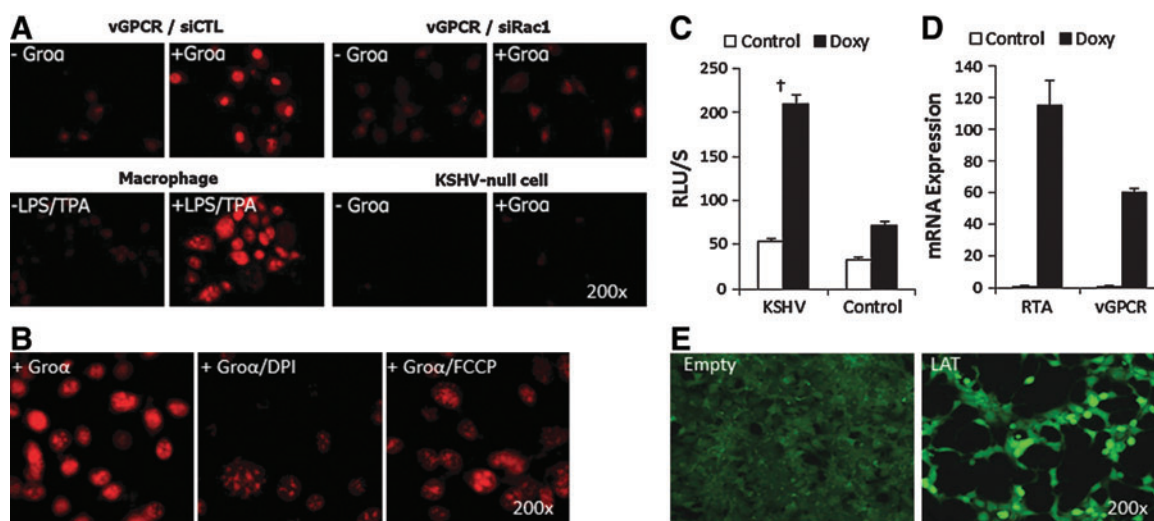 A
vGPCR / siCTL
vGPCR / siRac1
- Groα
+Groα
- Groα
+Groα
Macrophage
KSHV-null cell
-LPS/TPA
+LPS/TPA
- Groα
+Groα
200x
B
+ Groα
+ Groα/DPI
+ Groα/FCCP
200x
C
Control Doxy
RLU/S
250
200
150
100
50
0
†
KSHV
Control
D
Control Doxy
mRNA Expression
140
120
100
80
60
40
20
0
RTA
vGPCR
E
Empty
LAT
200x